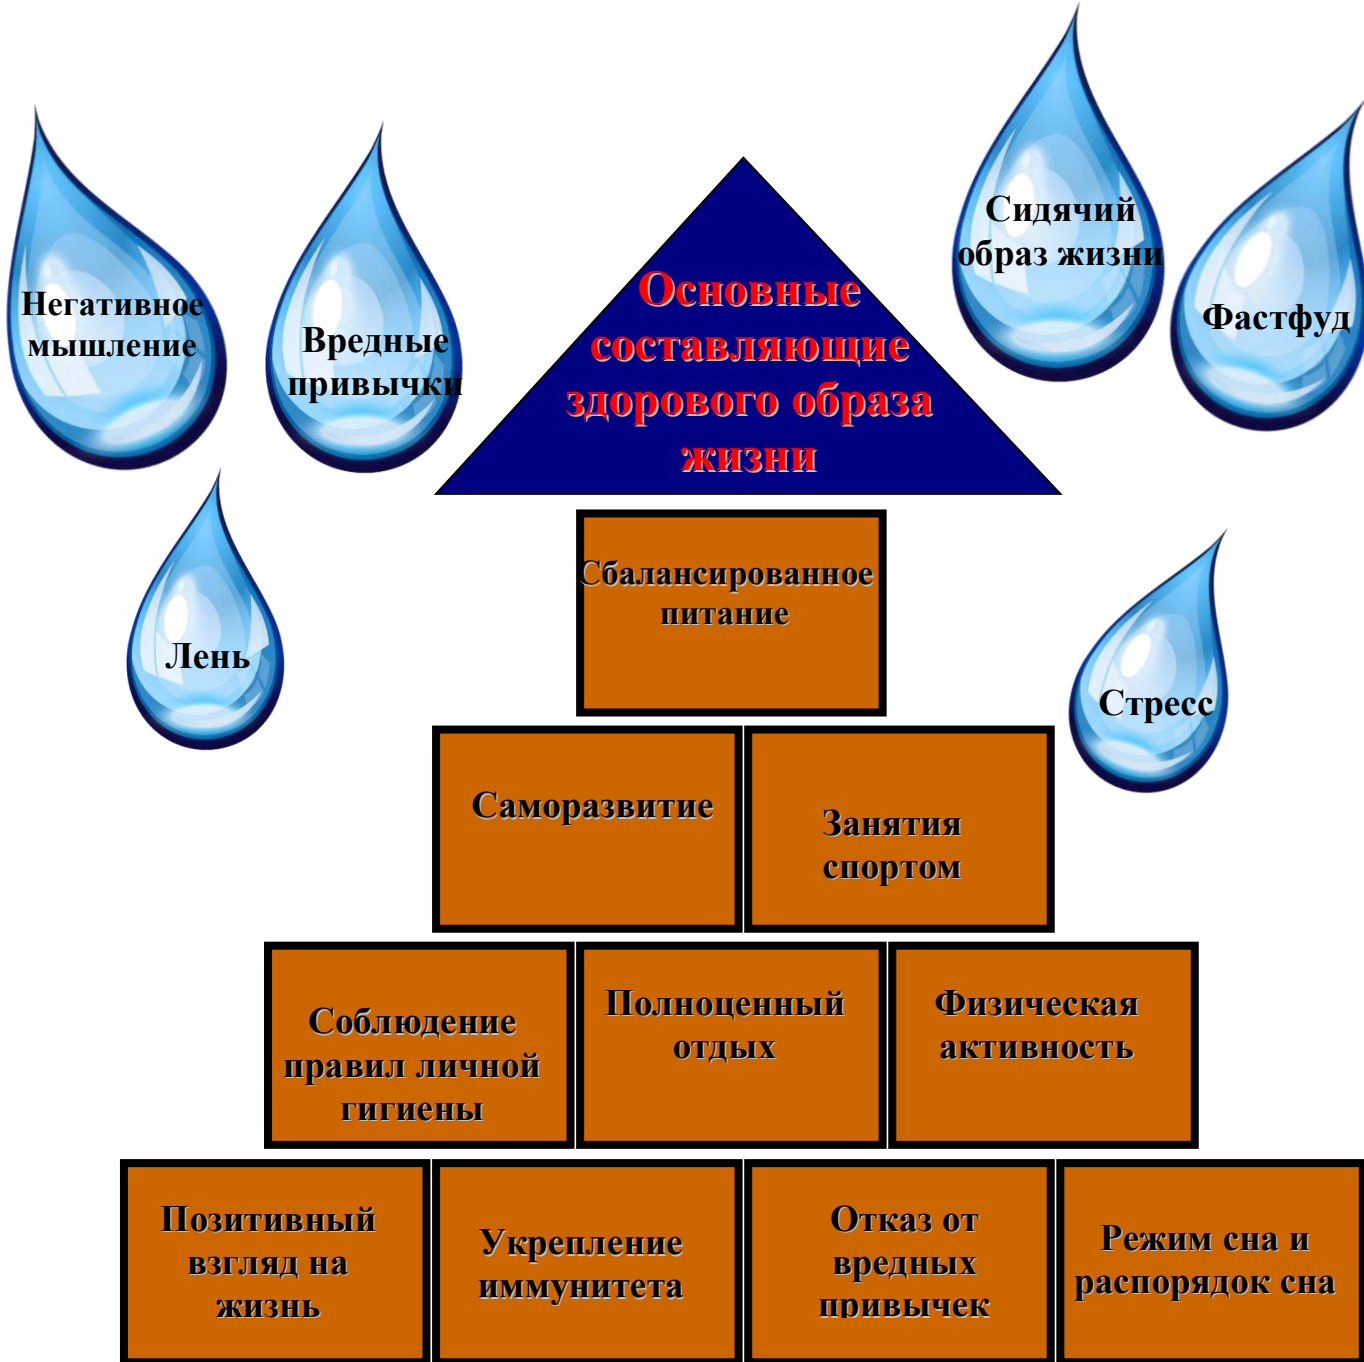 Сидячий
образ жизни
Негативное
мышление
Вредные
привычки
Фастфуд
Основные
составляющие
здорового образа
жизни
Лень
Стресс
Сбалансированное
питание
Саморазвитие
Занятия
спортом
Соблюдение
правил личной
гигиены
Полноценный
отдых
Физическая
активность
Позитивный
взгляд на
жизнь
Укрепление
иммунитета
Отказ от
вредных
привычек
Режим сна и
распорядок сна